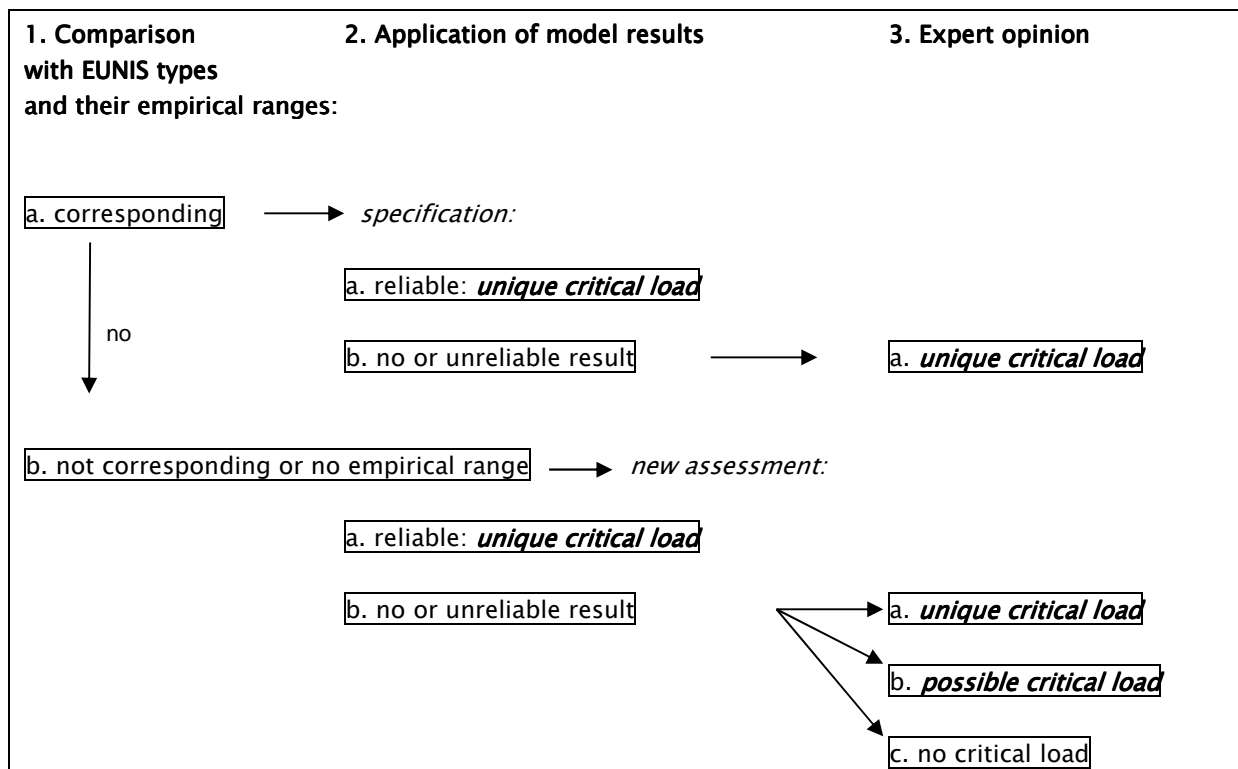 1. Comparison
with EUNIS types
and their empirical ranges:
2. Application of model results
3. Expert opinion
a. corresponding
specification:
a. reliable: unique critical load
no
b. no or unreliable result
a. unique critical load
b. not corresponding or no empirical range
new assessment:
a. reliable: unique critical load
b. no or unreliable result
a. unique critical load
b. possible critical load
c. no critical load